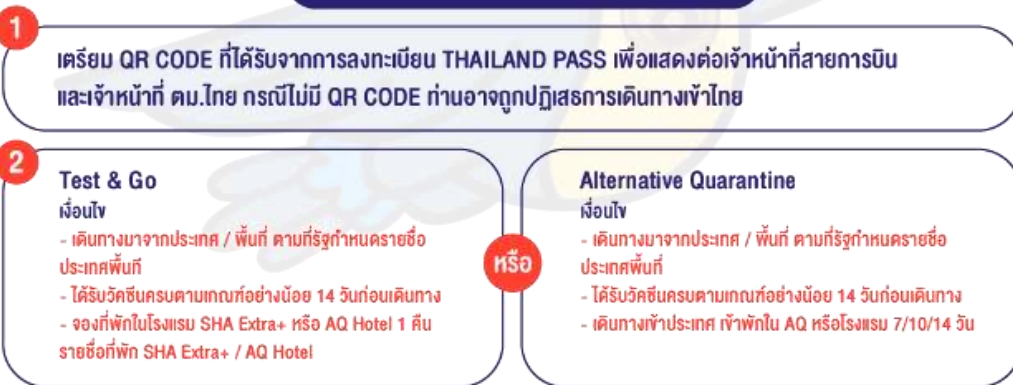 1
เตรียม QR CODE ที่ได้รับจากการลงทะเบียน THAILAND PASS เพื่อแสดงต่อเจ้าหน้าที่สายการบิน
และเจ้าหน้าที่ ตม.ไทย กรณีไม่มี QR CODE ท่านอาจถูกปฏิเสธการเดินทางเข้าไทย
2
Test & Go
เงื่อนไข
- เดินทางมาจากประเทศ / พื้นที่ ตามที่รัฐกำหนดรายชื่อ
ประเทศพื้นที่
- ได้รับวัคซีนครบตามเกณฑ์อย่างน้อย 14 วันก่อนเดินทาง
- จองที่พักในโรงแรม SHA Extra+ หรือ AQ Hotel 1 คืน
รายชื่อที่พัก SHA Extra+ / AQ Hotel
หรือ
Alternative Quarantine
เงื่อนไข
- เดินทางมาจากประเทศ / พื้นที่ ตามที่รัฐกำหนดรายชื่อ
ประเทศพื้นที่
- ได้รับวัคซีนครบตามเกณฑ์อย่างน้อย 14 วันก่อนเดินทาง
- เดินทางเข้าประเทศ เข้าพักใน AQ หรือโรงแรม 7/10/14 วัน